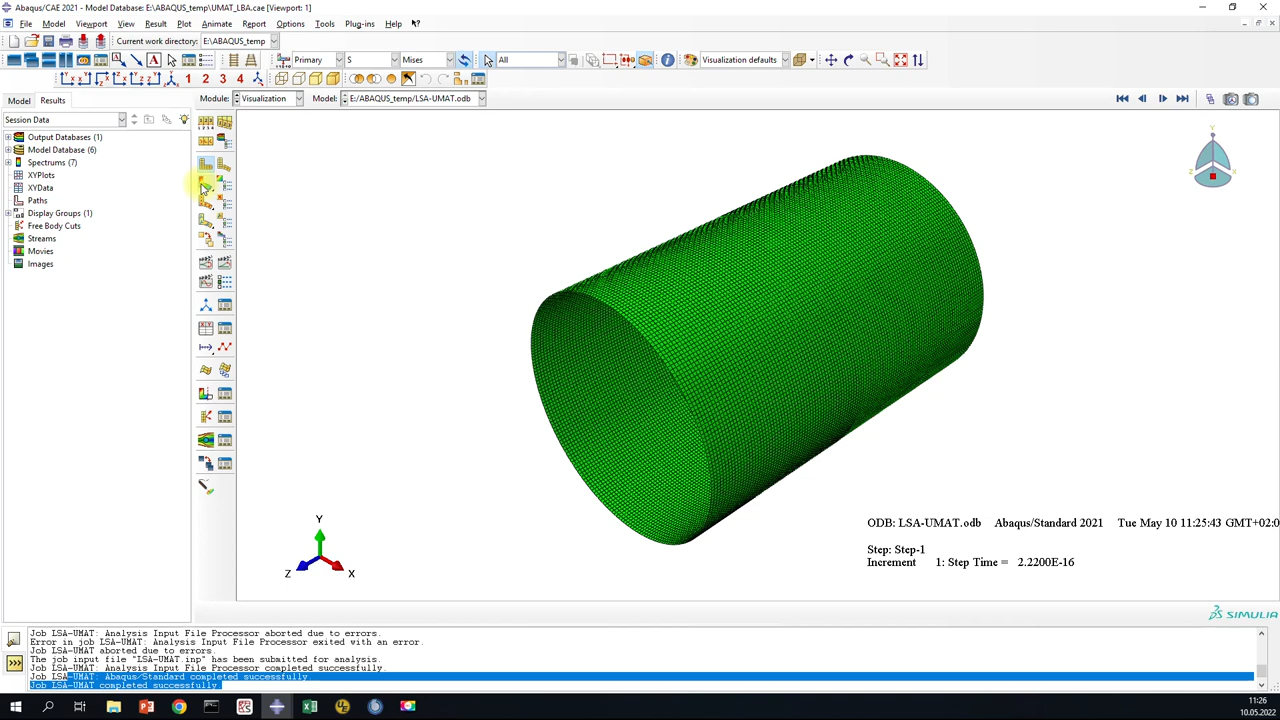 Abaqus/CAE 2021 - Model Database: E:\ABAQUS_temp\UMAT_LBA.cae [Viewport: 1]
File Model Viewport View Result Plot Animate Report Options Tools Plug-ins Help
Current work directory: E:\ABAQUS_temp
Primary S Mises All Visualization defaults
1 2 3 4
Model Results Module: Visualization Model: E:/ABAQUS_temp/LSA-UMAT.odb
Session Data
Output Databases (1)
Model Database (6)
Spectrums (7)
XYPlots
XYData
Paths
Display Groups (1)
Free Body Cuts
Streams
Movies
Images
Y
Z X
Y
Z X
ODB: LSA-UMAT.odb Abaqus/Standard 2021 Tue May 10 11:25:43 GMT+02:0
Step: Step-1
Increment 1: Step Time = 2.2200E-16
SIMULIA
Job LSA-UMAT: Analysis Input File Processor aborted due to errors.
Error in job LSA-UMAT: Analysis Input File Processor exited with an error.
Job LSA-UMAT aborted due to errors.
The job input file "LSA-UMAT.inp" has been submitted for analysis.
Job LSA-UMAT: Analysis Input File Processor completed successfully.
Job LSA-UMAT: Abaqus/Standard completed successfully.
Job LSA-UMAT completed successfully
11:26
10.05.2022